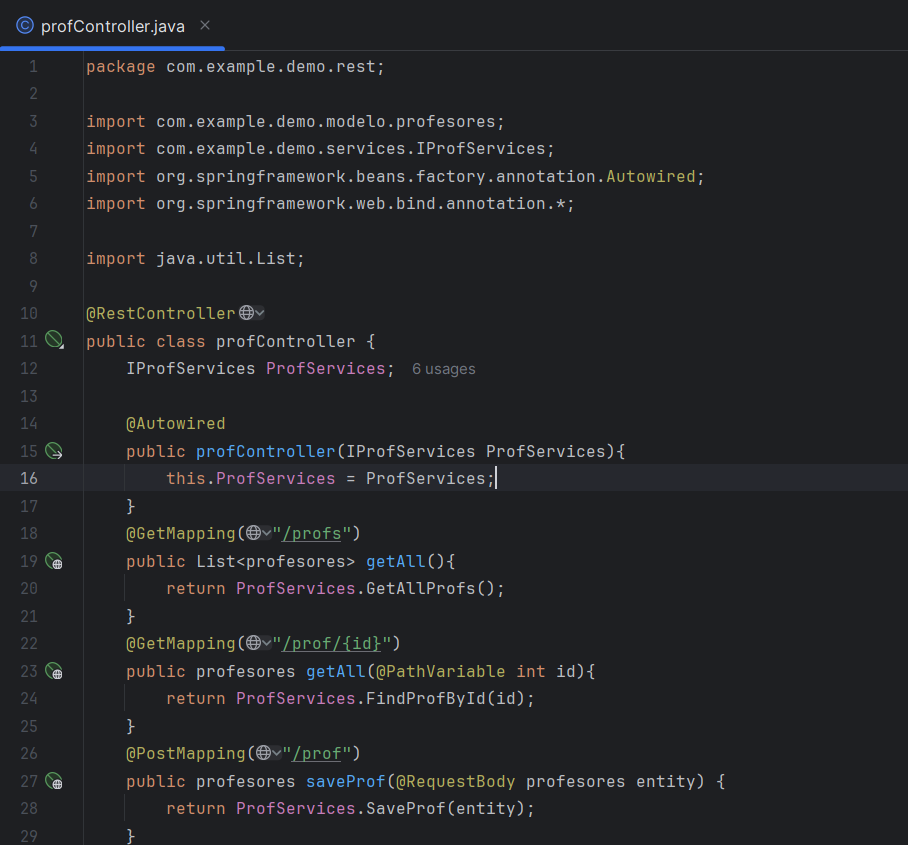 profController.java
1 package com.example.demo.rest;
2
3 import com.example.demo.modelo.profesores;
4 import com.example.demo.services.IProfServices;
5 import org.springframework.beans.factory.annotation.Autowired;
6 import org.springframework.web.bind.annotation.*;
7
8 import java.util.List;
9
10 @RestController
11 public class profController {
12 IProfServices ProfServices; 6 usages
13
14 @Autowired
15 public profController(IProfServices ProfServices){
16 this.ProfServices = ProfServices;
17 }
18 @GetMapping("/profs")
19 public List<profesores> getAll(){
20 return ProfServices.GetAllProfs();
21 }
22 @GetMapping("/prof/{id}")
23 public profesores getAll(@PathVariable int id){
24 return ProfServices.FindProfById(id);
25 }
26 @PostMapping("/prof")
27 public profesores saveProf(@RequestBody profesores entity) {
28 return ProfServices.SaveProf(entity);
29 }